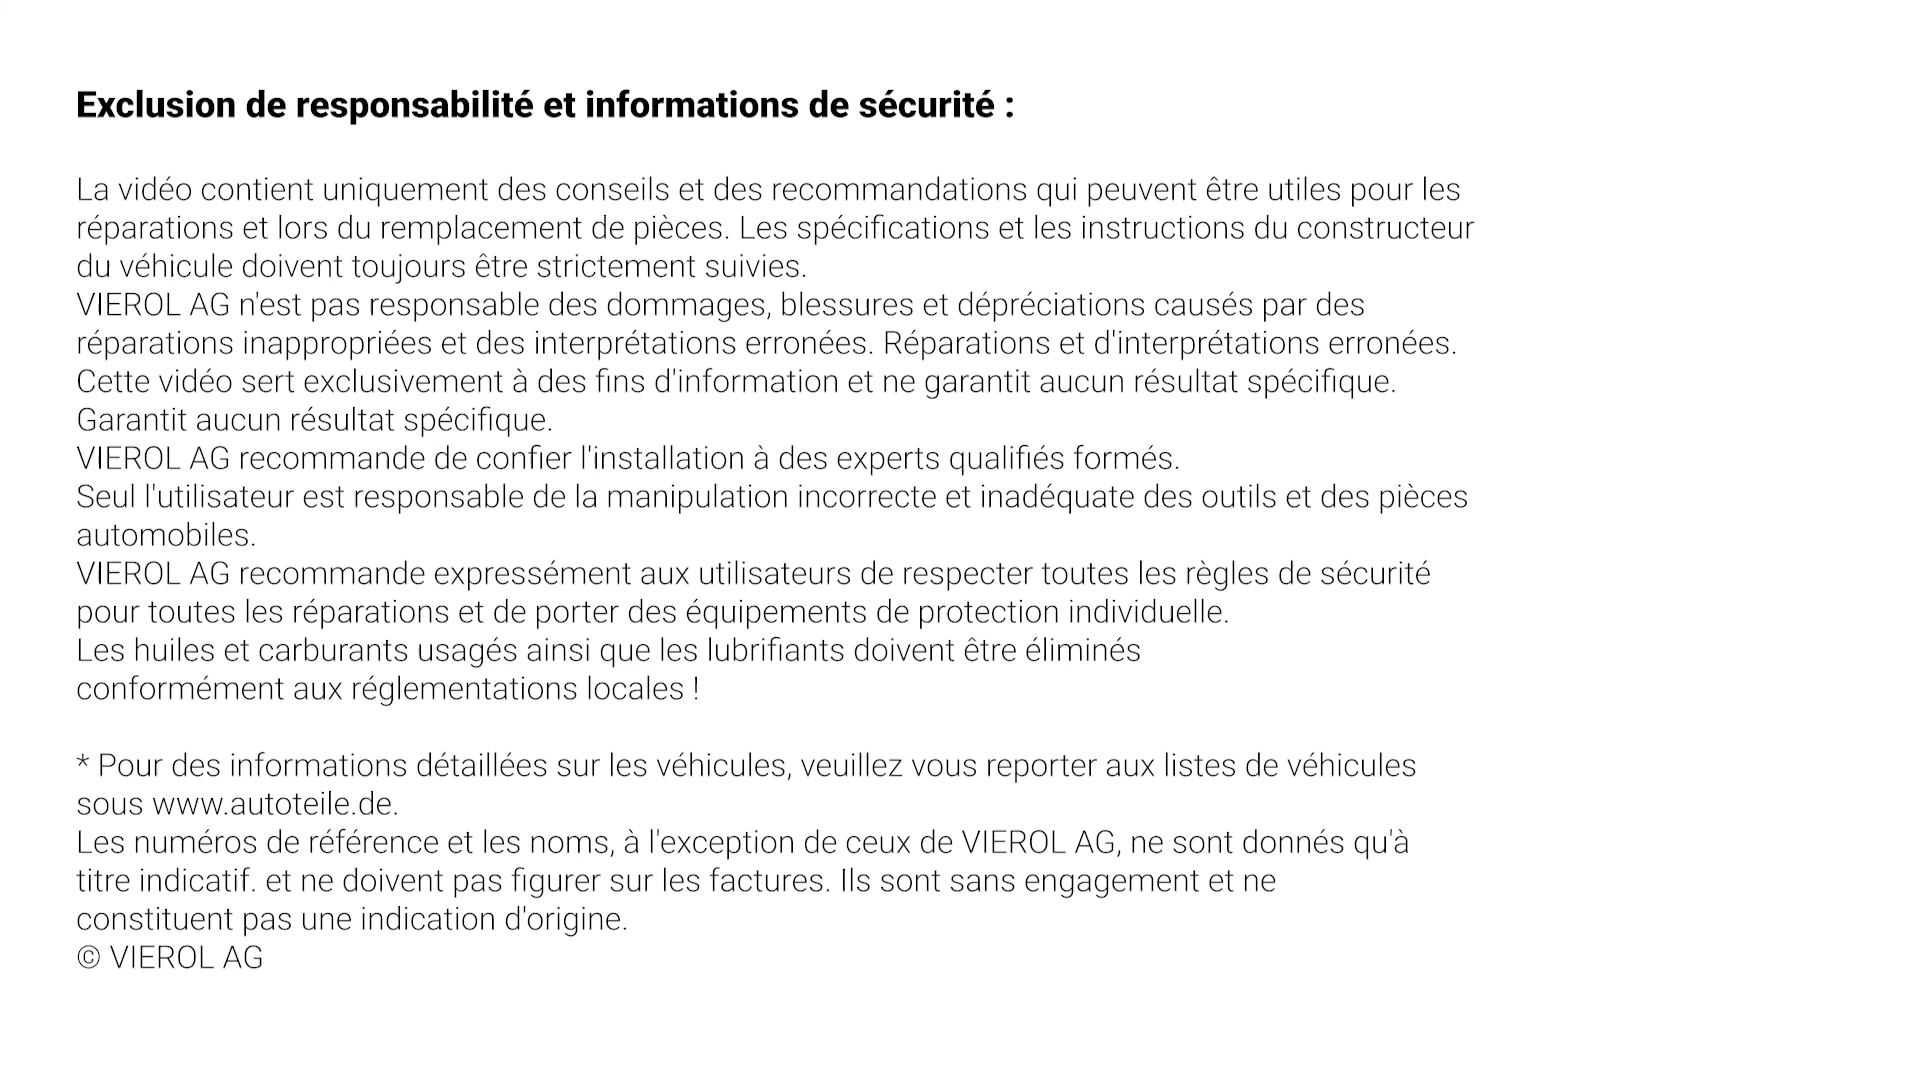 Exclusion de responsabilité et informations de sécurité :
La vidéo contient uniquement des conseils et des recommandations qui peuvent être utiles pour les
réparations et lors du remplacement de pièces. Les spécifications et les instructions du constructeur
du véhicule doivent toujours être strictement suivies.
VIEROL AG n'est pas responsable des dommages, blessures et dépréciations causés par des
réparations inappropriées et des interprétations erronées. Réparations et d'interprétations erronées.
Cette vidéo sert exclusivement à des fins d'information et ne garantit aucun résultat spécifique.
Garantit aucun résultat spécifique.
VIEROL AG recommande de confier l'installation à des experts qualifiés formés.
Seul l'utilisateur est responsable de la manipulation incorrecte et inadéquate des outils et des pièces
automobiles.
VIEROL AG recommande expressément aux utilisateurs de respecter toutes les règles de sécurité
pour toutes les réparations et de porter des équipements de protection individuelle.
Les huiles et carburants usagés ainsi que les lubrifiants doivent être éliminés
conformément aux réglementations locales !
* Pour des informations détaillées sur les véhicules, veuillez vous reporter aux listes de véhicules
sous www.autoteile.de.
Les numéros de référence et les noms, à l'exception de ceux de VIEROL AG, ne sont donnés qu'à
titre indicatif. et ne doivent pas figurer sur les factures. Ils sont sans engagement et ne
constituent pas une indication d'origine.
© VIEROL AG